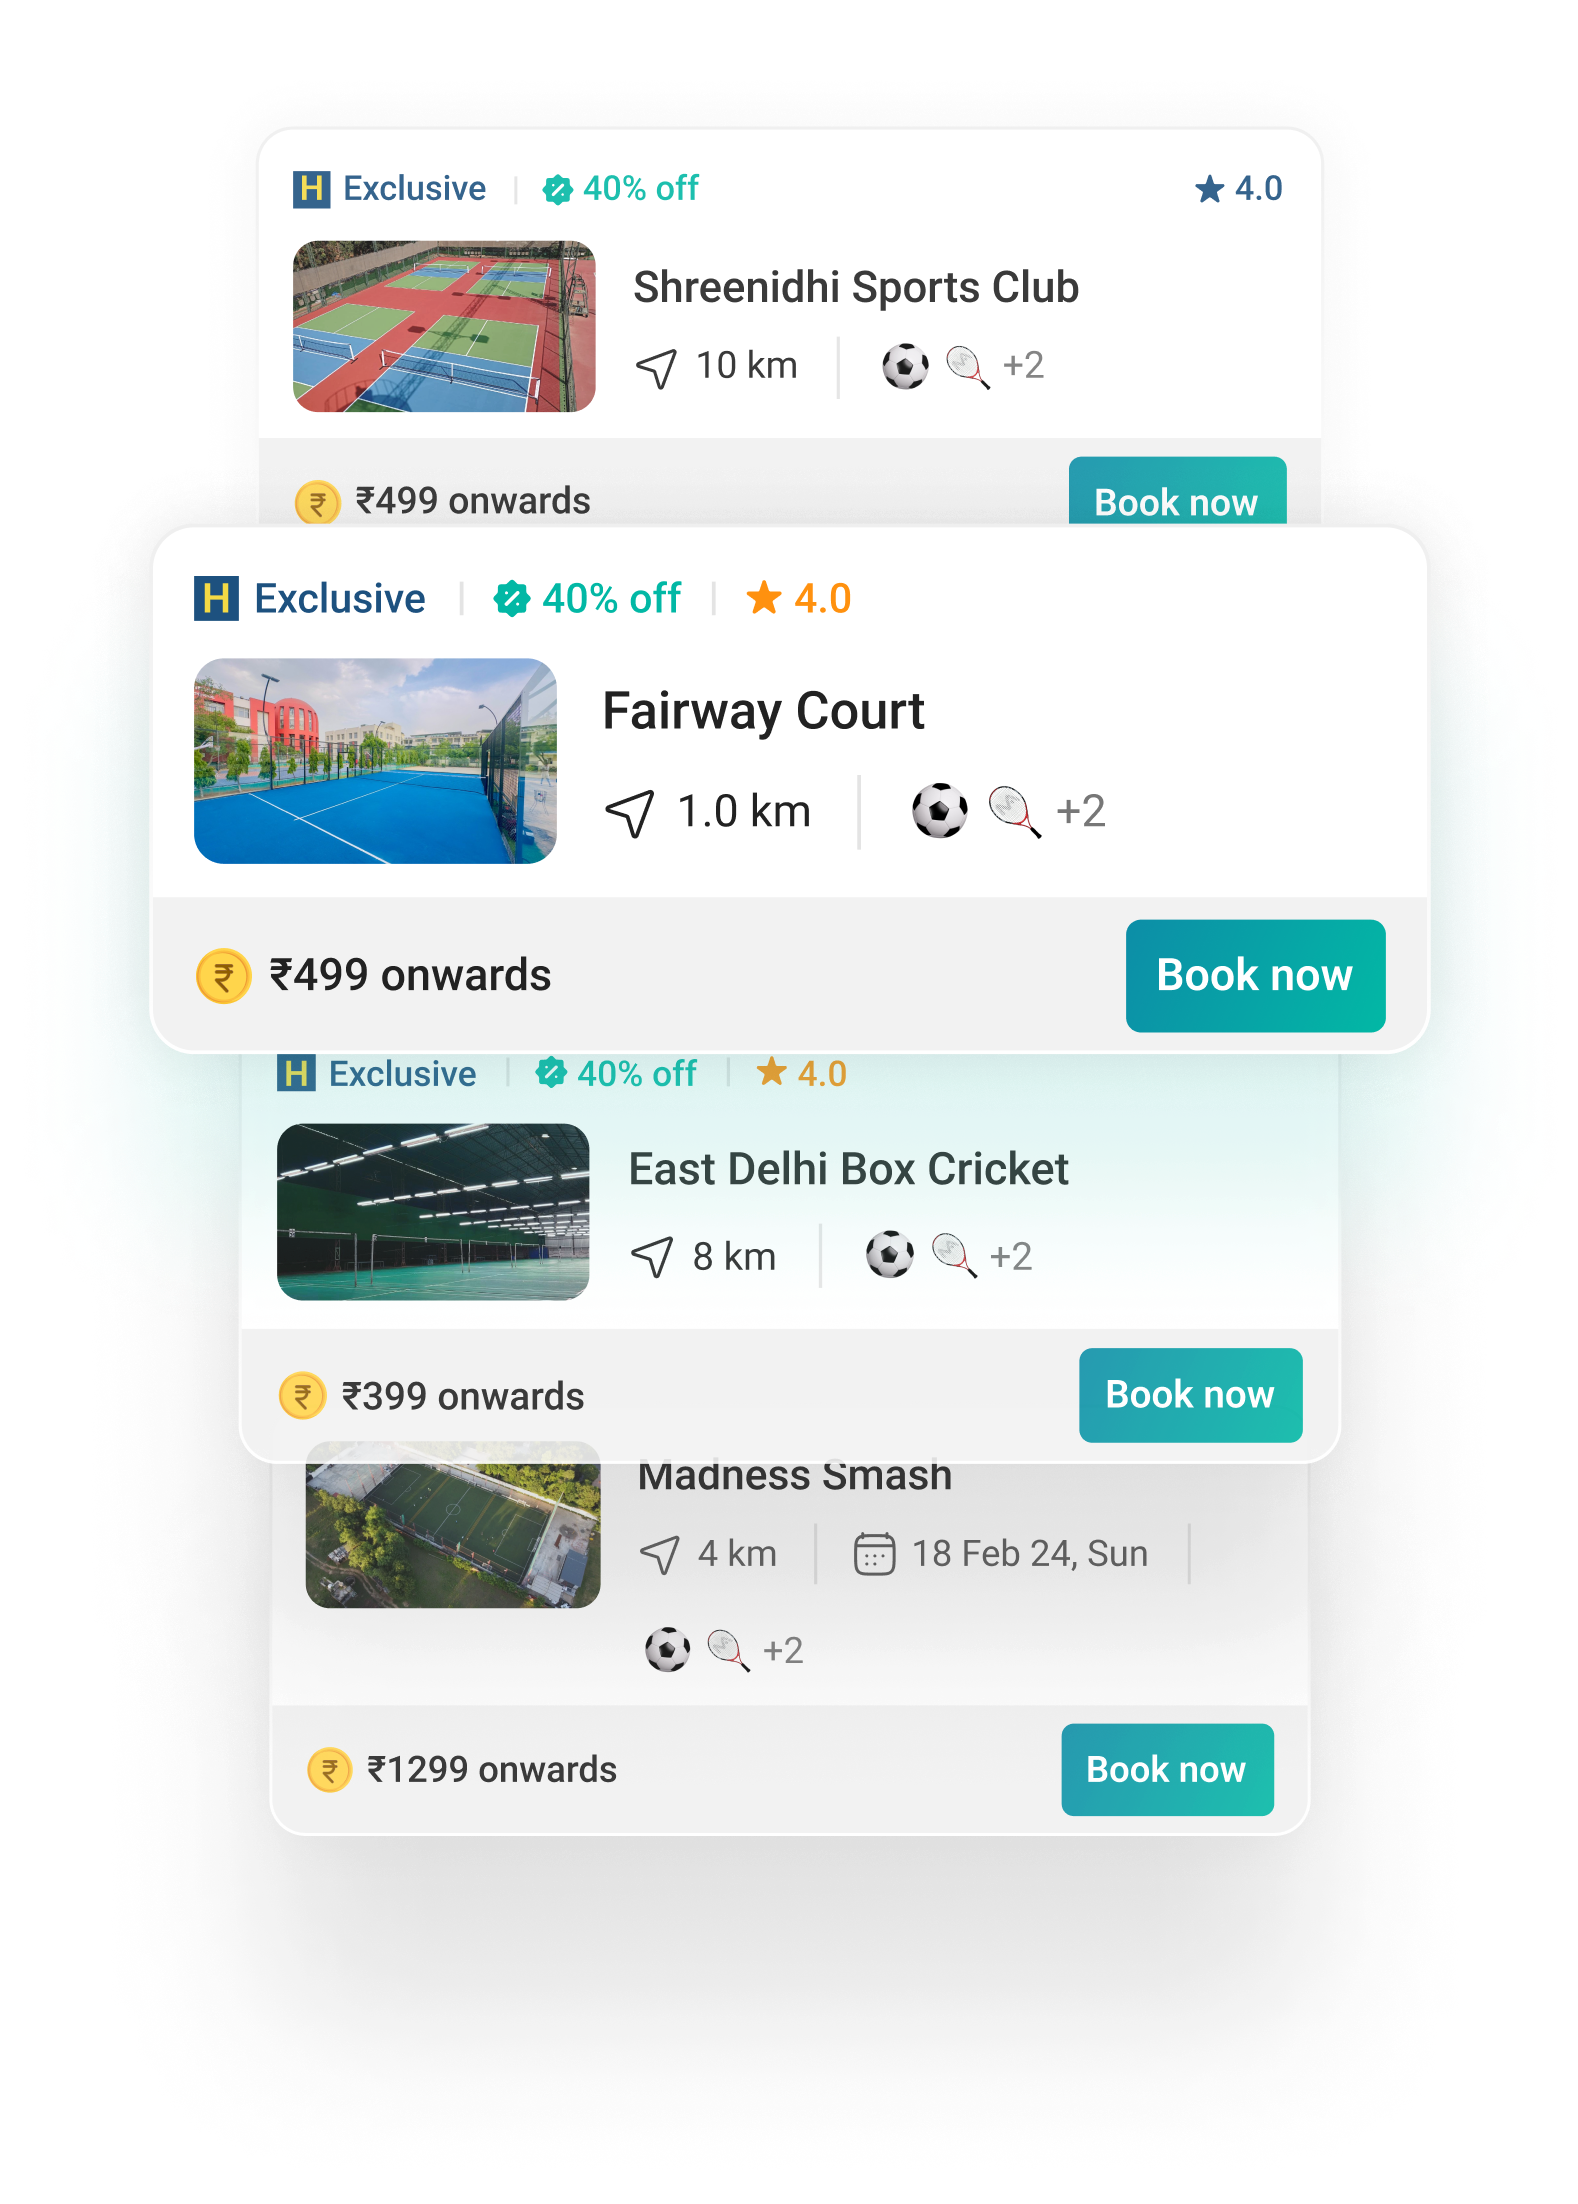 H Exclusive 40% off 4.0
Shreenidhi Sports Club
10 km +2
₹ ₹499 onwards Book now
H Exclusive 40% off 4.0
Fairway Court
1.0 km +2
₹ ₹499 onwards Book now
H Exclusive 40% off 4.0
East Delhi Box Cricket
8 km +2
₹ ₹399 onwards Book now
Madness Smash
4 km 18 Feb 24, Sun
+2
₹ ₹1299 onwards Book now